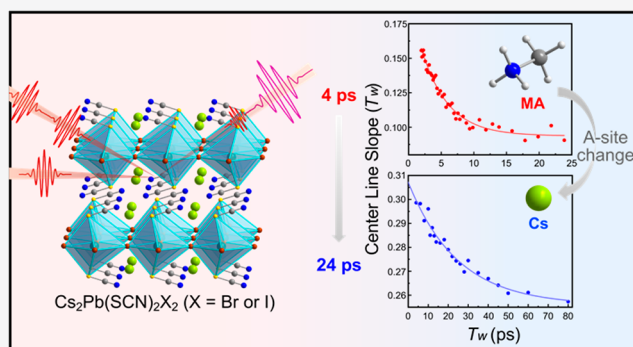 4 ps
24 ps
Cs₂Pb(SCN)₂X₂ (X = Br or I)
Center Line Slope (Tw)
0.175
0.150
0.125
0.100
0 5 10 15 20 24
MA
A-site
change
0.31
0.30
0.29
0.28
0.27
0.26
0 10 20 30 40 50 60 70 80
Cs
Tw (ps)